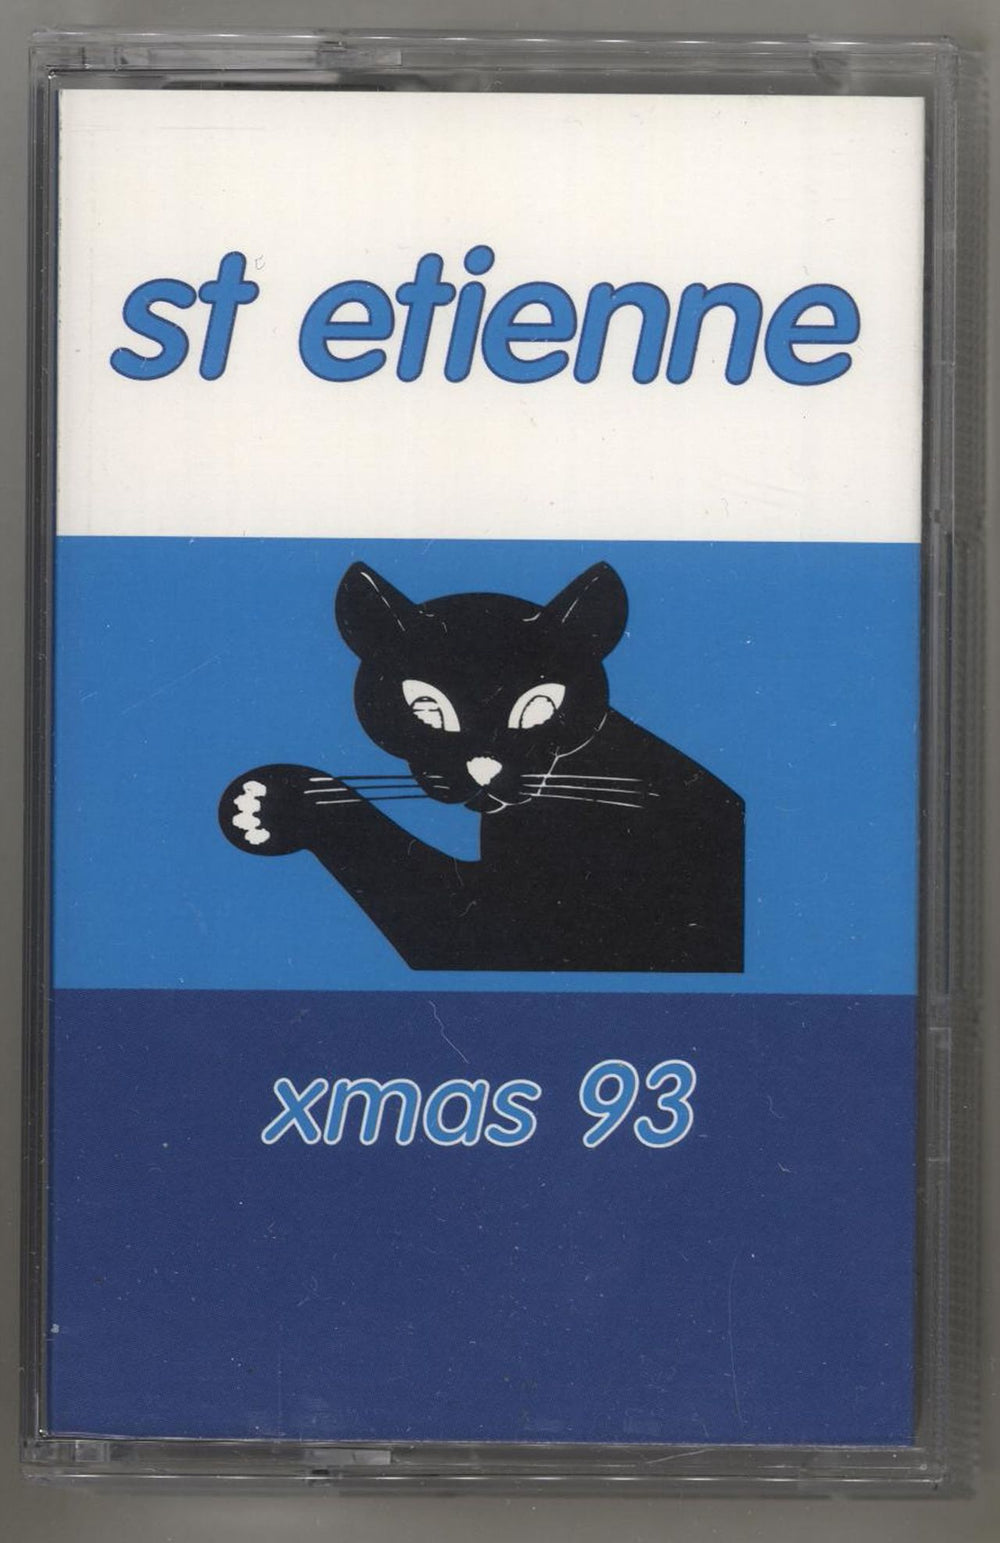 st etienne
xmas 93